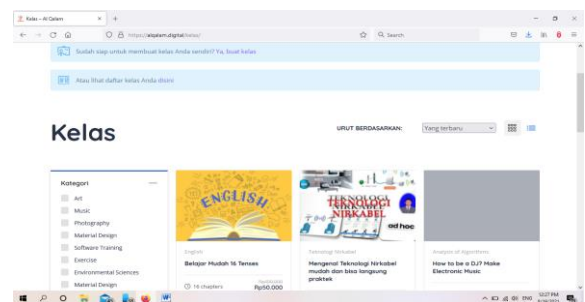 Kelas – Al Qalam
https://alqalam.digital/kelas/
Search
Sudah siap untuk membuat kelas Anda sendiri? Ya, buat kelas
Atau lihat daftar kelas Anda disini
Kelas
URUT BERDASARKAN:
Yang terbaru
Kategori
Art
Music
Photography
Material Design
Software Training
Exercise
Environmental Sciences
Material Design
ENGLISH
English
Belajar Mudah 16 Tenses
16 chapters
Rp50.000
TEKNOLOGI
NIRKABEL
ad hoc
Teknologi Nirkabel
Mengenal Teknologi Nirkabel
mudah dan bisa langsung
praktek
Analysis of Algorithms
How to be a DJ? Make
Electronic Music
ENG
12:27 PM